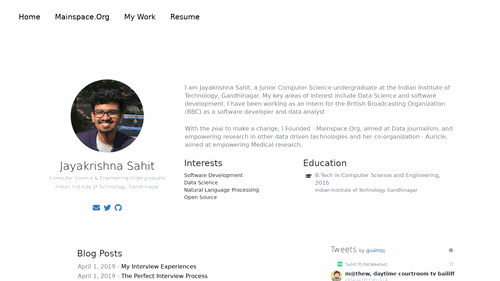 Home Mainspace.Org My Work Resume
I am Jayakrishna Sahit, a Junior Computer Science undergraduate at the Indian Institute of
Technology, Gandhinagar. My key areas of interest include Data Science and software
development. I have been working as an intern for the British Broadcasting Organization
(BBC) as a software developer and data analyst
With the zeal to make a change, I Founded - Mainspace.Org, aimed at Data journalism, and
empowering research in other data driven technologies and her co-organization - Auricle,
aimed at empowering Medical research.
Jayakrishna Sahit
Computer Science & Engineering Undergraduate
Indian Institute of Technology, Gandhinagar
Interests
Software Development
Data Science
Natural Language Processing
Open Source
Education
B.Tech in Computer Science and Engineering,
2016
Indian Institute of Technology Gandhinagar
Blog Posts
April 1, 2019 - My Interview Experiences
April 1, 2019 - The Perfect Interview Process
Tweets by
Sahit PJ Retweeted
m@thew, daytime courtroom tv bailiff